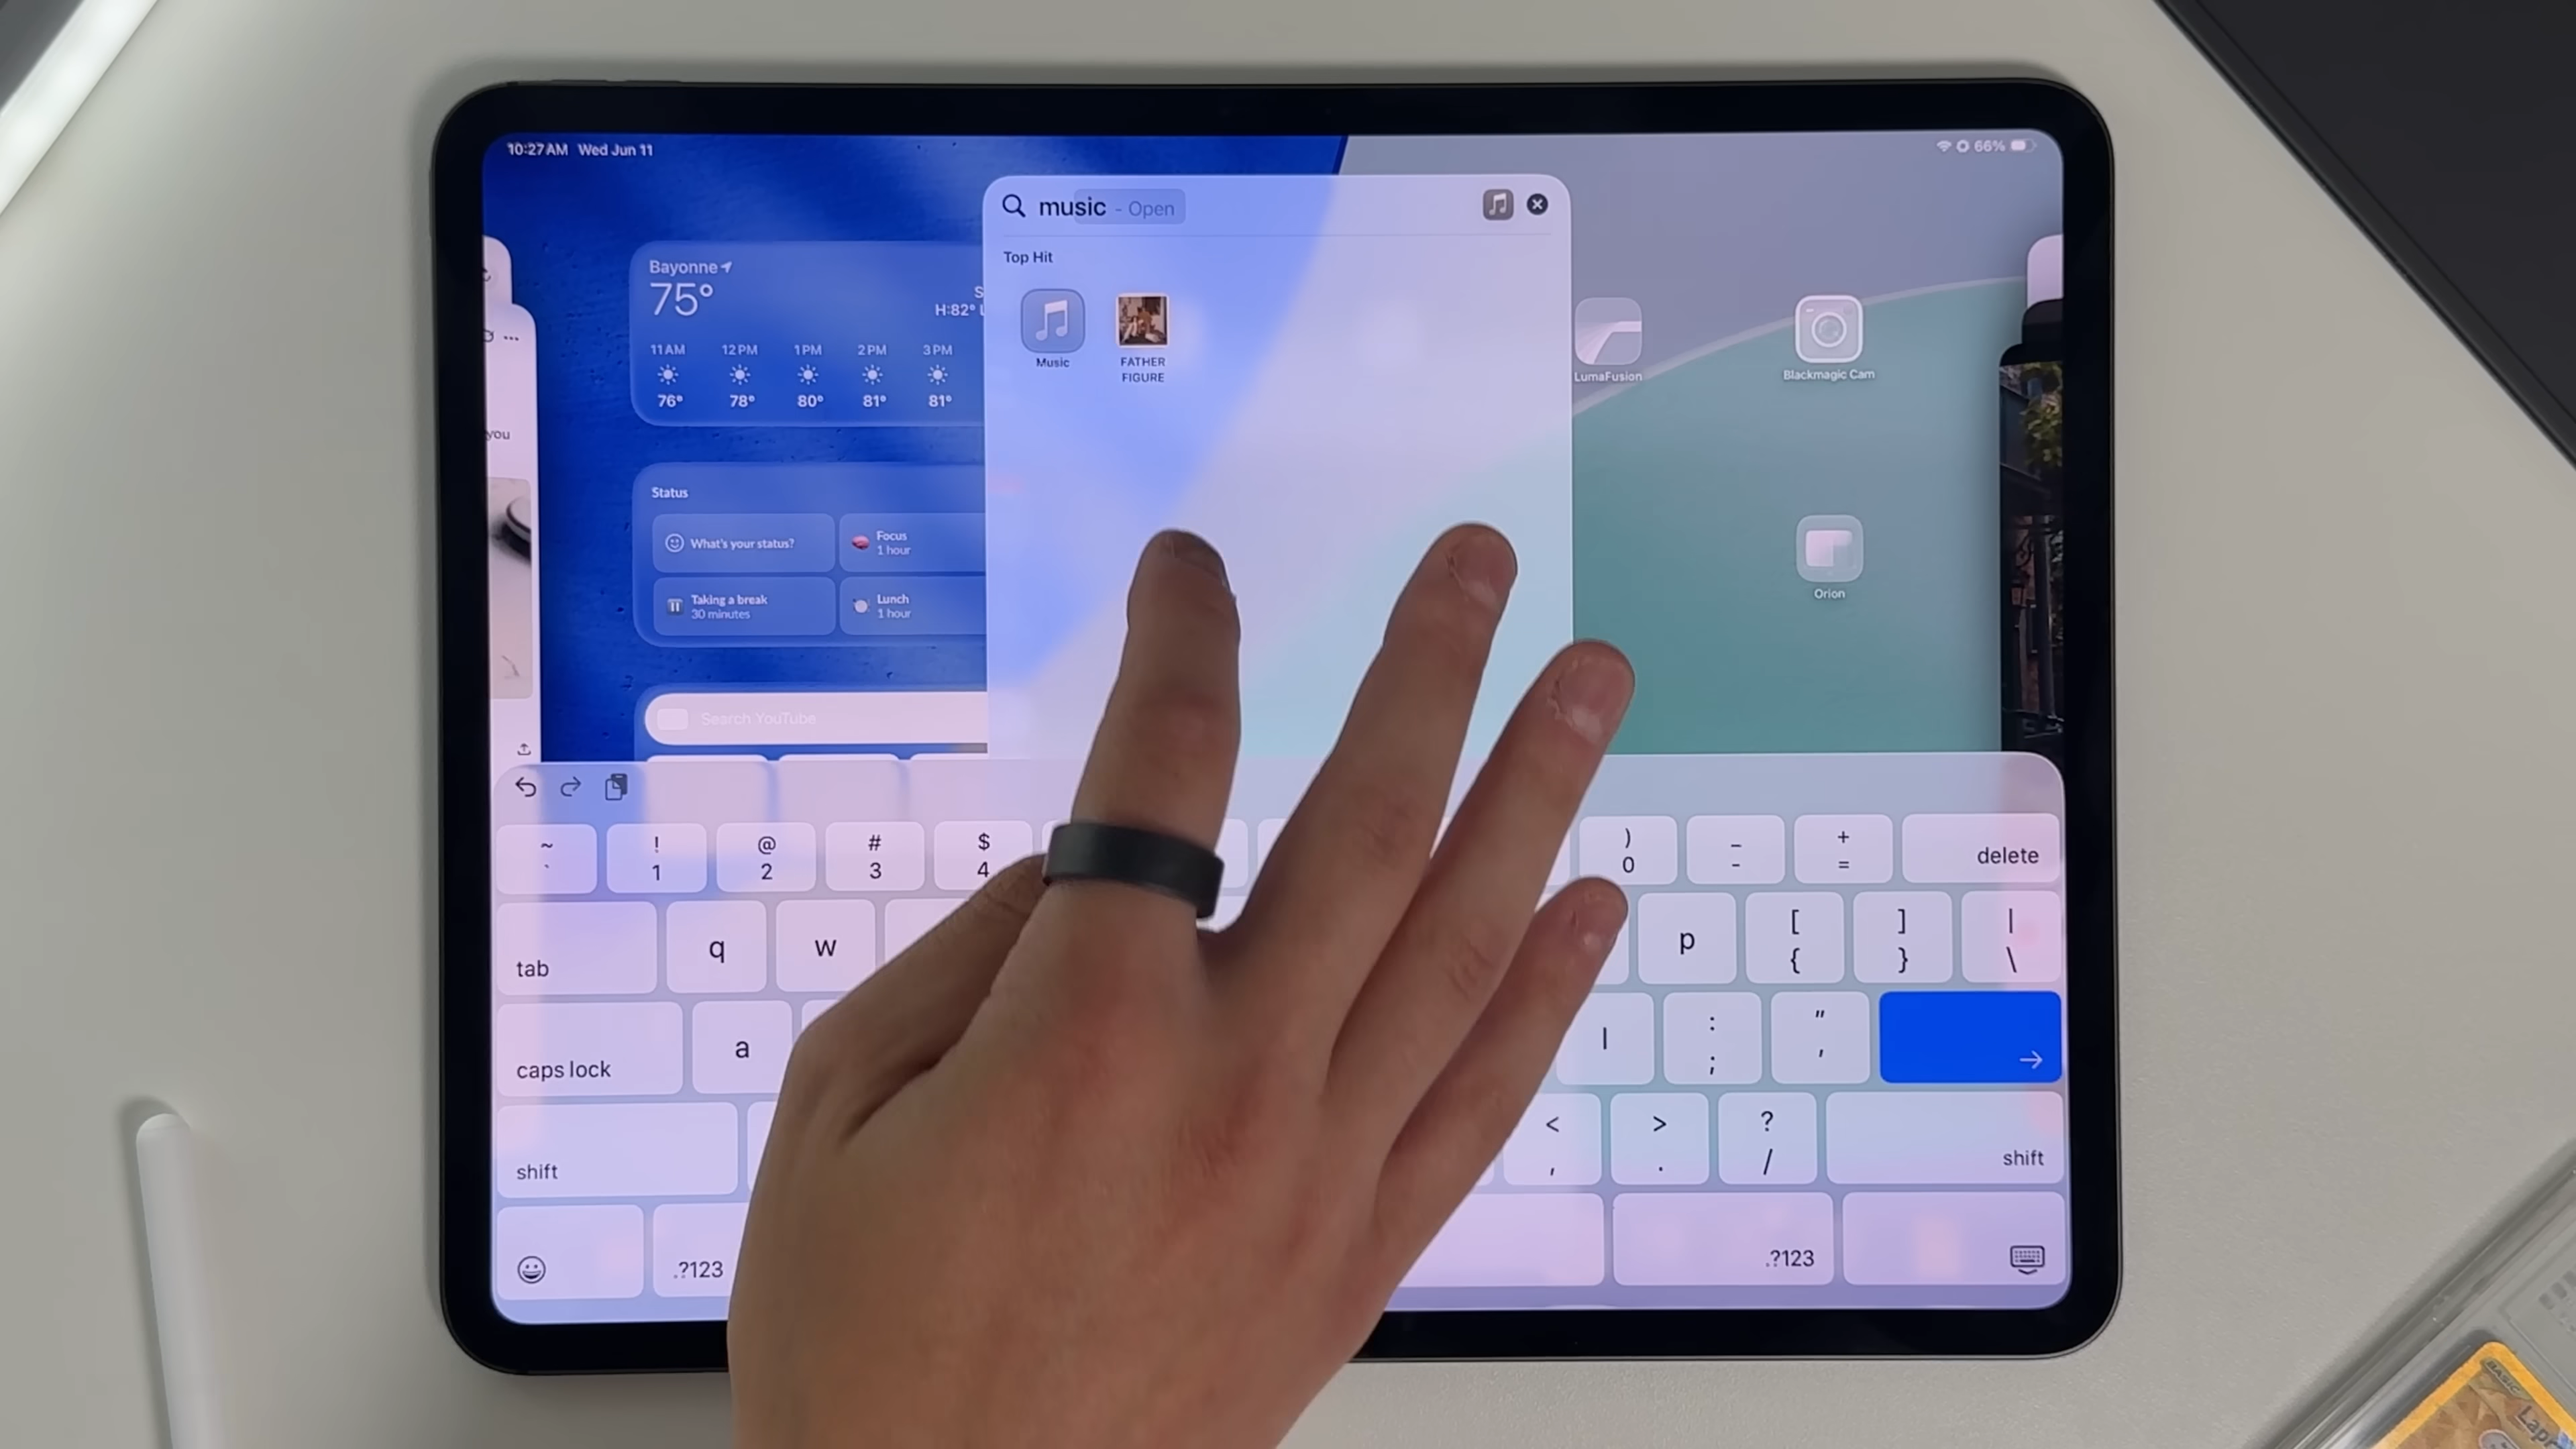 10:27 AM Wed Jun 11
66%
music - Open
Top Hit
Music
FATHER
FIGURE
Bayonne
75°
H:82°
11 AM 12 PM 1 PM 2 PM 3 PM
76° 78° 80° 81° 81°
LumaFusion
Blackmagic Cam
you
Status
What's your status?
Focus
1 hour
Taking a break
30 minutes
Lunch
1 hour
Orion
Search YouTube
~ ! @ # $ ) _ +
` 1 2 3 4 0 - = delete
tab q w p [ { ] } | \
caps lock a l : ; " '
shift < , > . ? / shift
.?123 .?123
BASIC